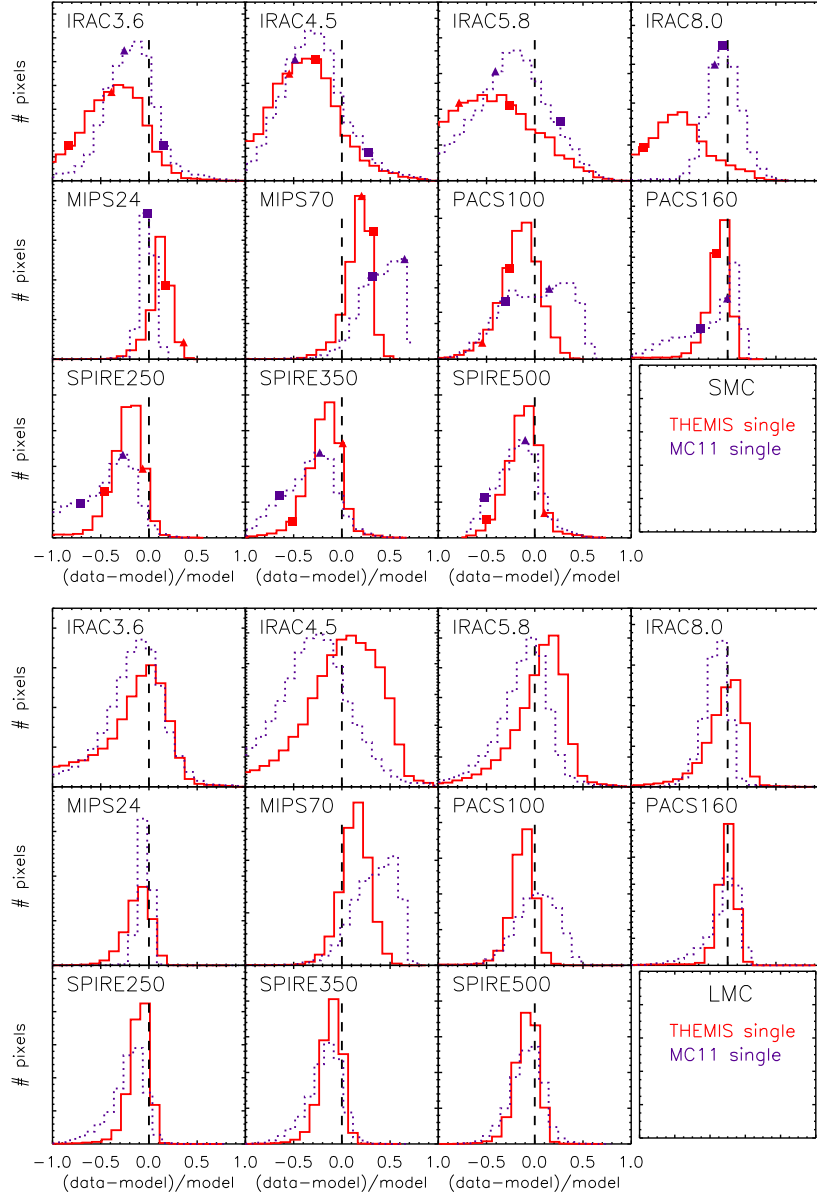 IRAC3.6 IRAC4.5 IRAC5.8 IRAC8.0
# pixels
MIPS24 MIPS70 PACS100 PACS160
# pixels
SPIRE250 SPIRE350 SPIRE500 SMC
THEMIS single
MC11 single
# pixels
-1.0 -0.5 0.0 0.5 1.0 -0.5 0.0 0.5 1.0 -0.5 0.0 0.5 1.0
(data-model)/model (data-model)/model (data-model)/model
IRAC3.6 IRAC4.5 IRAC5.8 IRAC8.0
# pixels
MIPS24 MIPS70 PACS100 PACS160
# pixels
SPIRE250 SPIRE350 SPIRE500 LMC
THEMIS single
MC11 single
# pixels
-1.0 -0.5 0.0 0.5 1.0 -0.5 0.0 0.5 1.0 -0.5 0.0 0.5 1.0
(data-model)/model (data-model)/model (data-model)/model